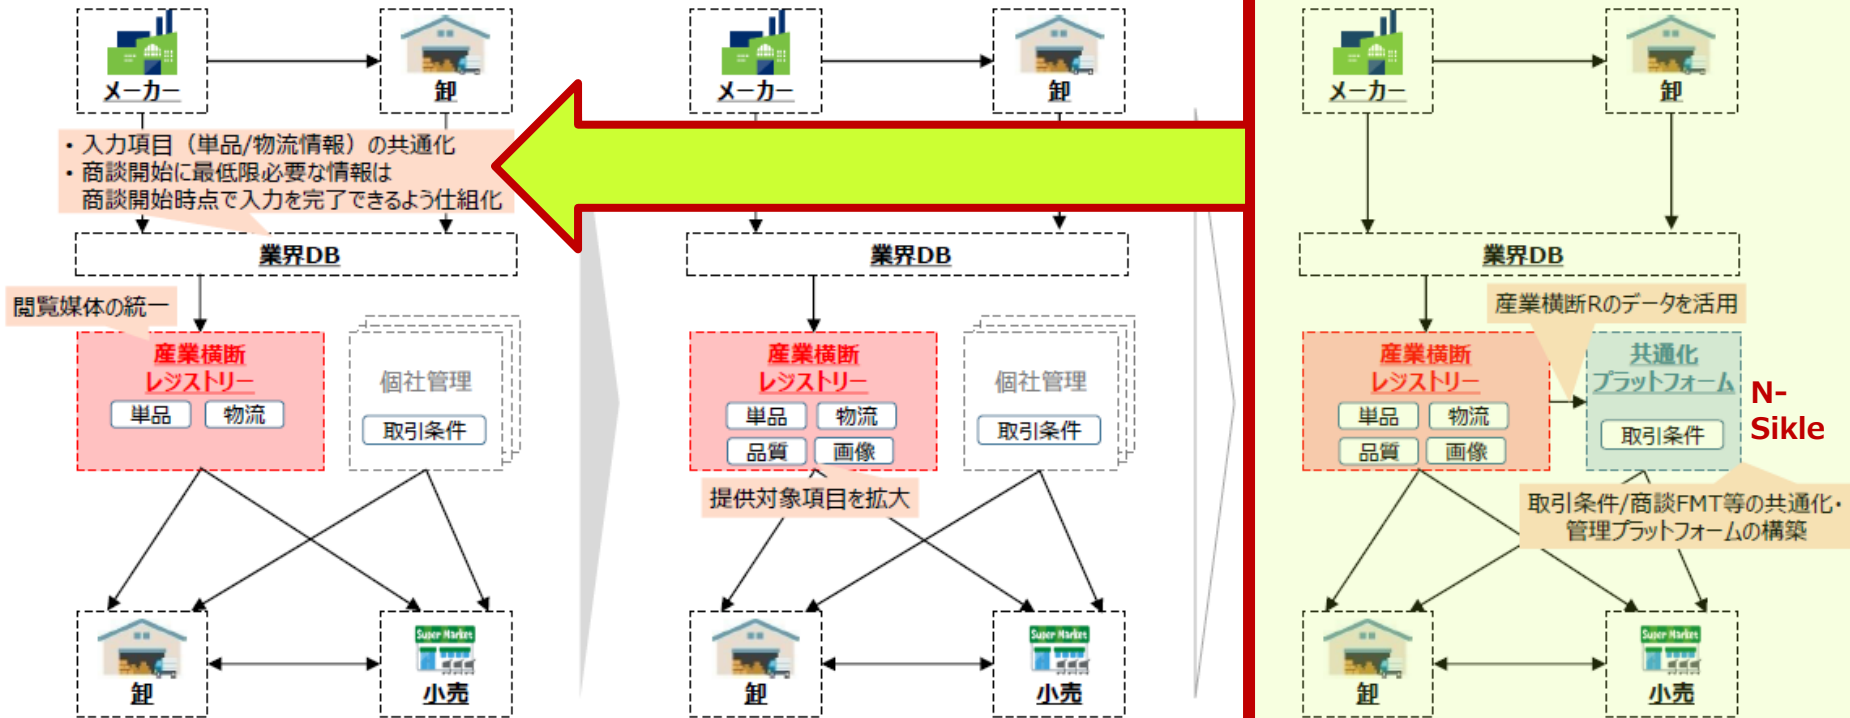 メーカー
卸
・入力項目（単品/物流情報）の共通化
・商談開始に最低限必要な情報は
商談開始時点で入力を完了できるよう仕組化
業界DB
閲覧媒体の統一
産業横断
レジストリー
単品
物流
個社管理
取引条件
卸
Super Market
小売
メーカー
卸
業界DB
産業横断
レジストリー
単品
物流
品質
画像
個社管理
取引条件
提供対象項目を拡大
卸
Super Market
小売
メーカー
卸
業界DB
産業横断Rのデータを活用
産業横断
レジストリー
単品
物流
品質
画像
共通化
プラットフォーム
取引条件
N-
Sikle
取引条件/商談FMT等の共通化・
管理プラットフォームの構築
卸
Super Market
小売